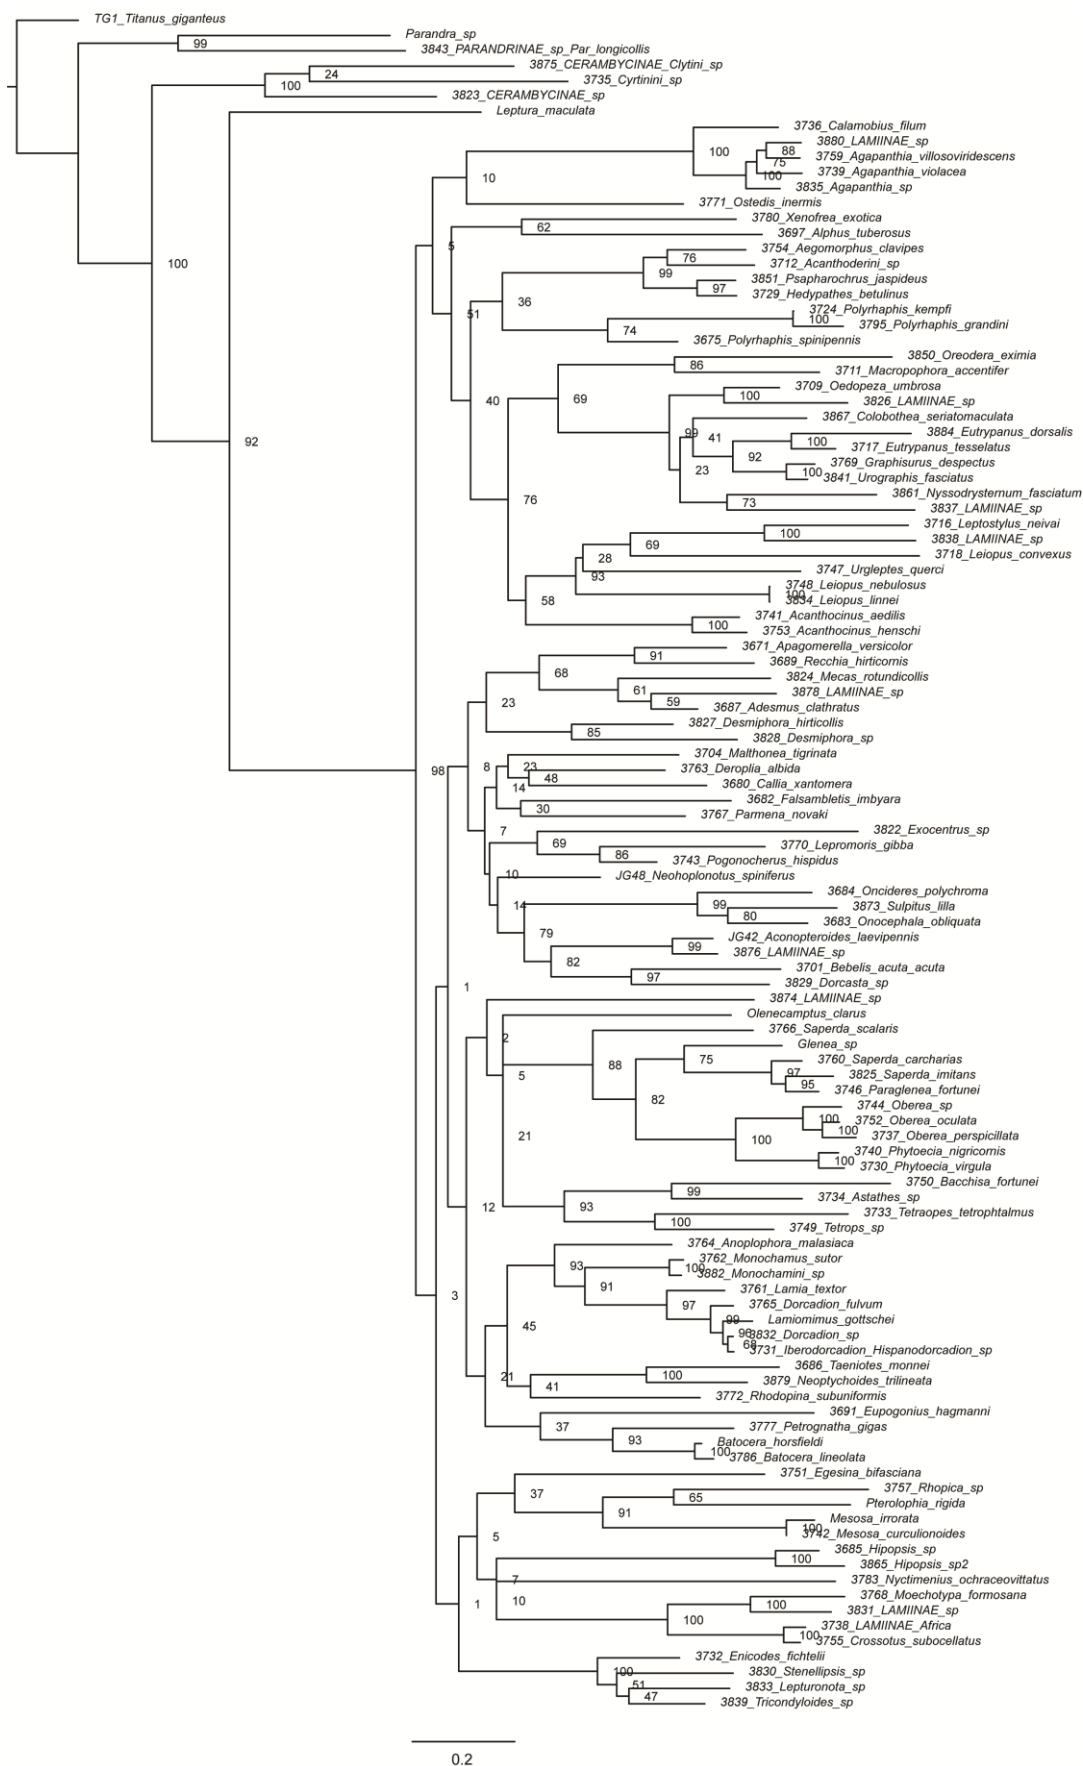 TG1_Titanus_giganteus
Parandra_sp
99
3843_PARANDRINAE_sp_Par_longicollis
3875_CERAMBYCINAE_Clytini_sp
24
3735_Cyrtinini_sp
100
3823_CERAMBYCINAE_sp
Leptura_maculata
3736_Calamobius_filum
3880_LAMIINAE_sp
100
88
3759_Agapanthia_villosoviridescens
75
3739_Agapanthia_violacea
100
10
3835_Agapanthia_sp
3771_Ostedis_inermis
3780_Xenofrea_exotica
62
3697_Alphus_tuberosus
5
3754_Aegomorphus_clavipes
76
3712_Acanthoderini_sp
100
99
3851_Psapharochrus_jaspideus
97
3729_Hedypathes_betulinus
36
3724_Polyrhaphis_kempfi
51
100
3795_Polyrhaphis_grandini
74
3675_Polyrhaphis_spinipennis
3850_Oreodera_eximia
86
3711_Macropophora_accentifer
3709_Oedopeza_umbrosa
100
40
69
3826_LAMIINAE_sp
3867_Colobothea_seriatomaculata
99
41
3884_Eutrypanus_dorsalis
92
100
3717_Eutrypanus_tesselatus
92
3769_Graphisurus_despectus
23
100
3841_Urographis_fasciatus
3861_Nyssodrysternum_fasciatum
76
73
3837_LAMIINAE_sp
3716_Leptostylus_neivai
100
3838_LAMIINAE_sp
69
28
3718_Leiopus_convexus
3747_Urgleptes_querci
93
3748_Leiopus_nebulosus
100
58
3834_Leiopus_linnei
3741_Acanthocinus_aedilis
100
3753_Acanthocinus_henschi
3671_Apagomerella_versicolor
91
3689_Recchia_hirticornis
68
3824_Mecas_rotundicollis
61
3878_LAMIINAE_sp
23
59
3687_Adesmus_clathratus
3827_Desmiphora_hirticollis
85
3828_Desmiphora_sp
3704_Malthonea_tigrinata
98
8
23
3763_Deroplia_albida
48
3680_Callia_xantomera
14
3682_Falsambletis_imbyara
30
3767_Parmena_novaki
7
3822_Exocentrus_sp
69
3770_Lepromoris_gibba
86
3743_Pogonocherus_hispidus
10
JG48_Neohoplonotus_spiniferus
3684_Oncideres_polychroma
14
99
3873_Sulpitus_lilla
80
3683_Onocephala_obliquata
79
JG42_Aconopteroides_laevipennis
99
3876_LAMIINAE_sp
82
3701_Bebelis_acuta_acuta
97
3829_Dorcasta_sp
1
3874_LAMIINAE_sp
Olenecamptus_clarus
3766_Saperda_scalaris
2
Glenea_sp
75
3760_Saperda_carcharias
88
97
5
3825_Saperda_imitans
95
3746_Paraglenea_fortunei
82
3744_Oberea_sp
100
3752_Oberea_oculata
100
21
3737_Oberea_perspicillata
100
3740_Phytoecia_nigricornis
100
3730_Phytoecia_virgula
3750_Bacchisa_fortunei
99
3734_Astathes_sp
12
93
3733_Tetraopes_tetrophtalmus
100
3749_Tetrops_sp
3764_Anoplophora_malasiaca
3762_Monochamus_sutor
93
100
3882_Monochamini_sp
91
3761_Lamia_textor
3
97
3765_Dorcadion_fulvum
99
Lamiomimus_gottschei
45
96
3832_Dorcadion_sp
68
3731_Iberodorcadion_Hispanodorcadion_sp
3686_Taeniotes_monnei
21
100
3879_Neoptychoides_trilineata
41
3772_Rhodopina_subuniformis
3691_Eupogonius_hagmanni
37
3777_Petrognatha_gigas
93
Batocera_horsfieldi
100
3786_Batocera_lineolata
3751_Egesina_bifasciana
37
3757_Rhopica_sp
65
Pterolophia_rigida
91
Mesosa_irrorata
100
5
3742_Mesosa_curculionoides
3685_Hipopsis_sp
100
3865_Hipopsis_sp2
7
3783_Nyctimenius_ochraceovittatus
3768_Moechotypa_formosana
1
10
100
3831_LAMIINAE_sp
100
3738_LAMIINAE_Africa
100
3755_Crossotus_subocellatus
3732_Enicodes_fichtelii
100
3830_Stenellipsis_sp
51
3833_Lepturonota_sp
47
3839_Tricondyloides_sp
0.2